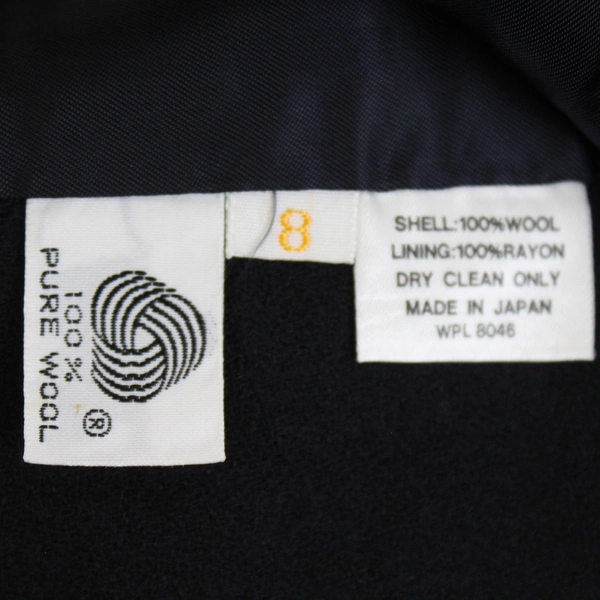 100%
PURE WOOL
®
8
SHELL:100%WOOL
LINING:100%RAYON
DRY CLEAN ONLY
MADE IN JAPAN
WPL 8046